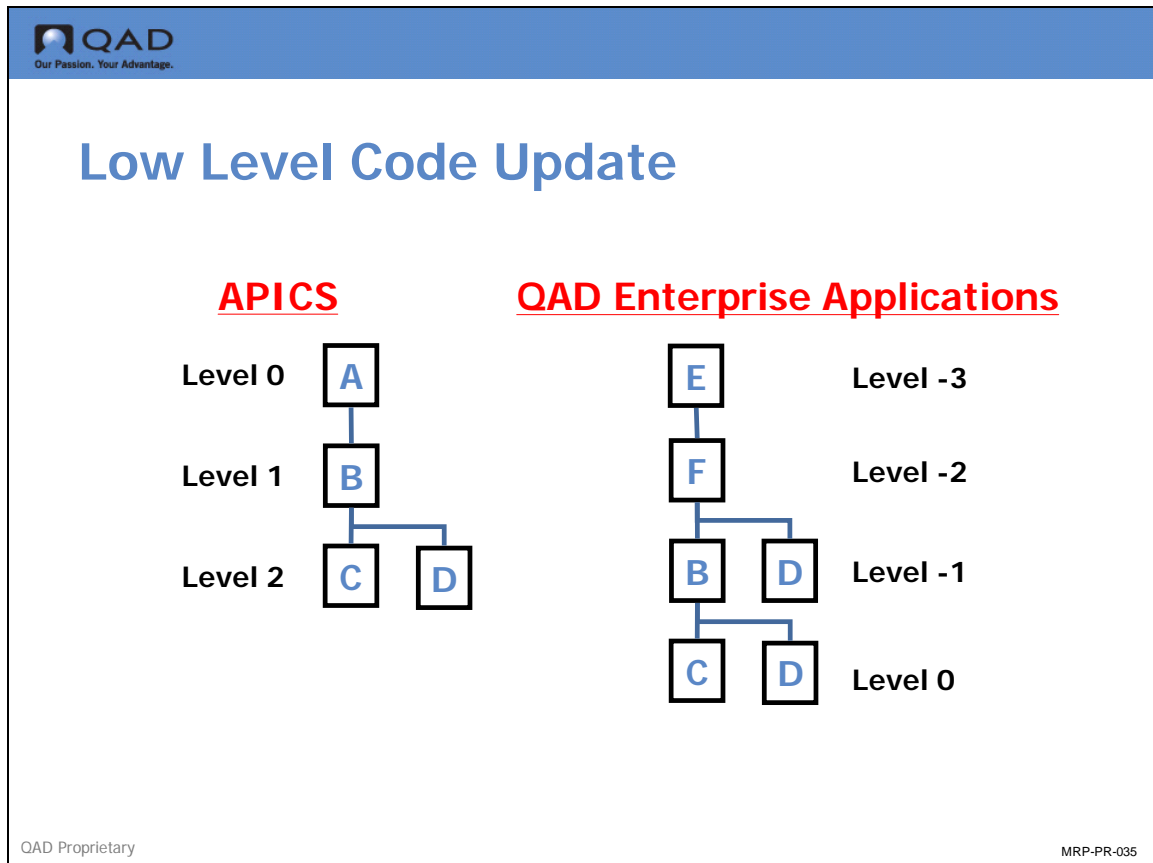 QAD
Our Passion. Your Advantage.
Low Level Code Update
APICS
Level 0 A
Level 1 B
Level 2 C D
QAD Enterprise Applications
E Level -3
F Level -2
B D Level -1
C D Level 0
QAD Proprietary
MRP-PR-035